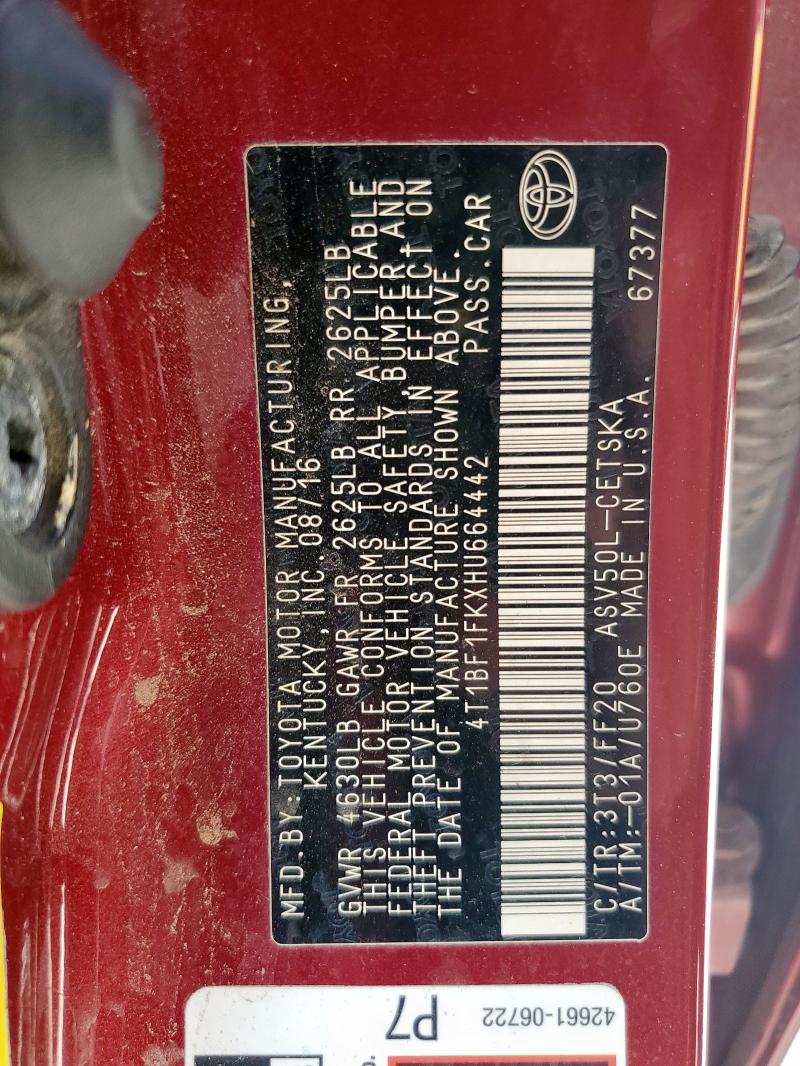 MFD.BY:TOYOTA MOTOR MANUFACTURING,
KENTUCKY, INC. 08/16
GVWR 4630LB GAWR FR 2625LB RR 2625LB
THIS VEHICLE CONFORMS TO ALL APPLICABLE
FEDERAL MOTOR VEHICLE SAFETY, BUMPER, AND
THEFT PREVENTION STANDARDS IN EFFECT ON
THE DATE OF MANUFACTURE SHOWN ABOVE.
4T1BF1FKXHU664442 PASS.CAR
C/TR:3T3/FF20 ASV50L-CETSKA
A/TM:-01A/U760E MADE IN U.S.A. 67377
P7
42661-06722